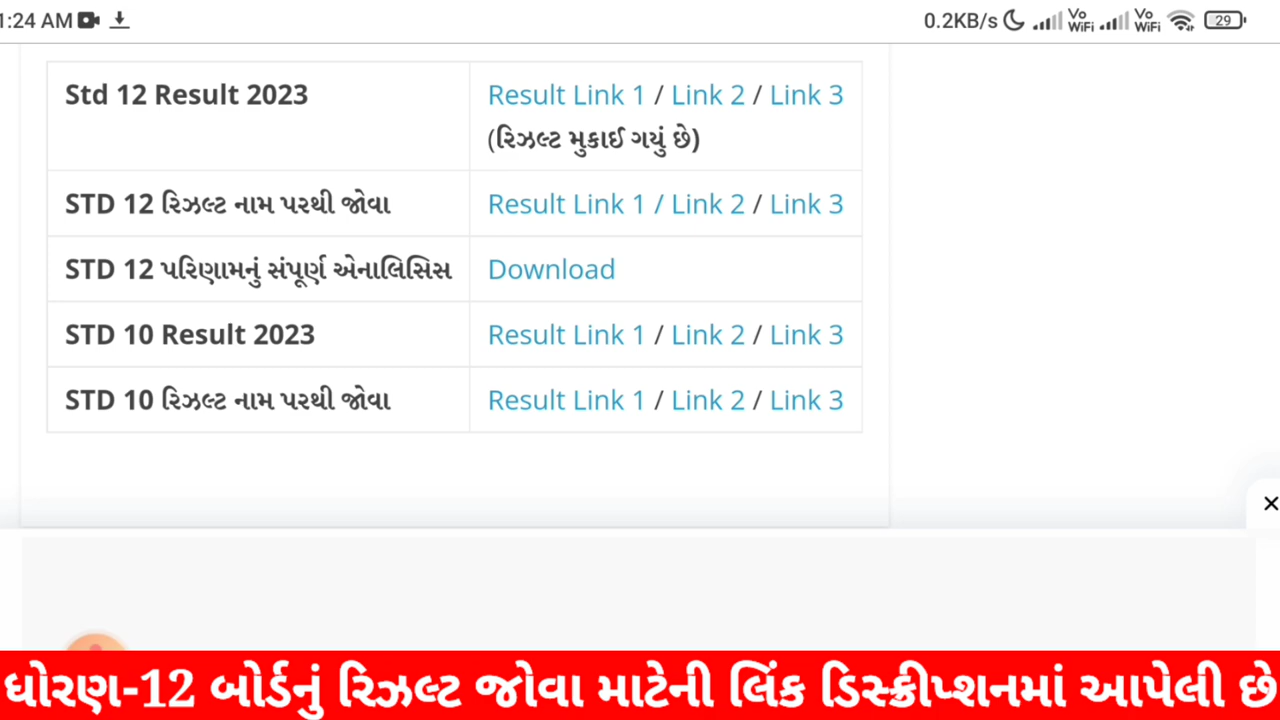 1:24 AM 0.2KB/s Vo WiFi Vo WiFi 29
Std 12 Result 2023 Result Link 1 / Link 2 / Link 3
(રિઝલ્ટ મુકાઈ ગયું છે)
STD 12 રિઝલ્ટ નામ પરથી જોવા Result Link 1 / Link 2 / Link 3
STD 12 પરિણામનું સંપૂર્ણ એનાલિસિસ Download
STD 10 Result 2023 Result Link 1 / Link 2 / Link 3
STD 10 રિઝલ્ટ નામ પરથી જોવા Result Link 1 / Link 2 / Link 3
ધોરણ-12 બોર્ડનું રિઝલ્ટ જોવા માટેની લિંક ડિસ્ક્રીપ્શનમાં આપેલી છે